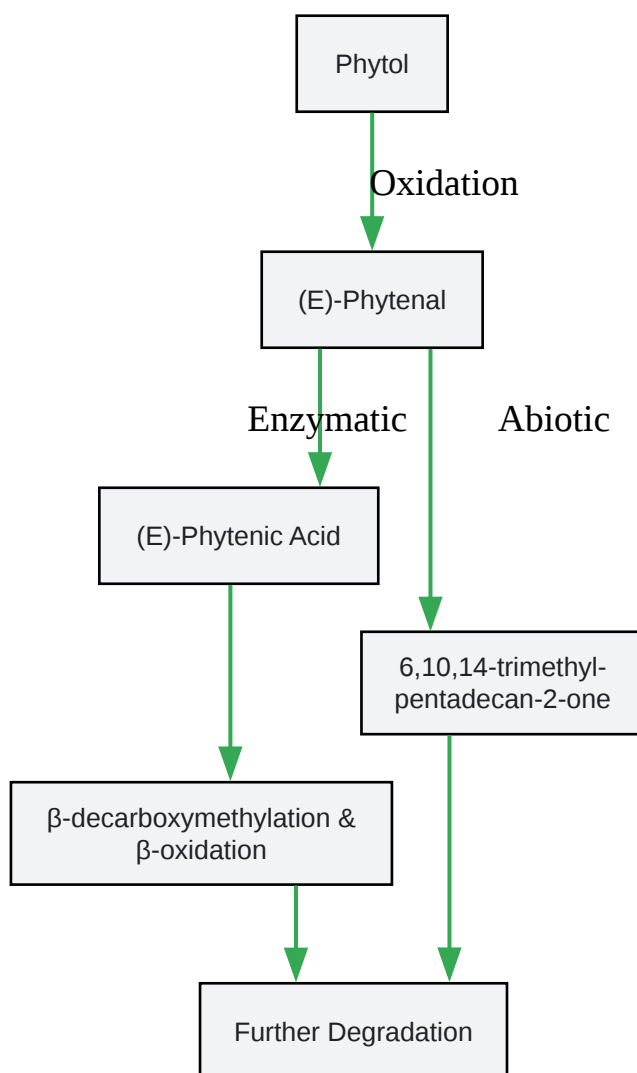 Phytol
Oxidation
(E)-Phytenal
Enzymatic
Abiotic
(E)-Phytenic Acid
6,10,14-trimethyl-
pentadecan-2-one
β-decarboxymethylation &
β-oxidation
Further Degradation